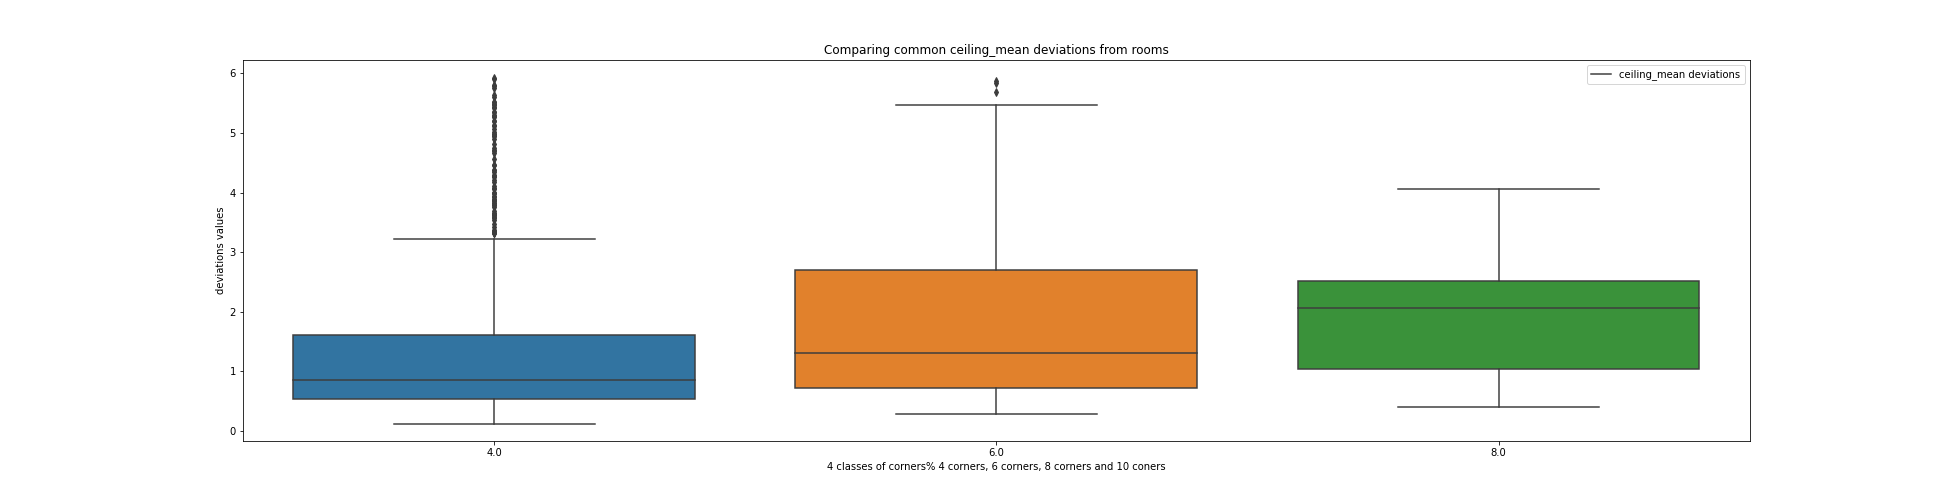 Comparing common ceiling_mean deviations from rooms
ceiling_mean deviations
6
5
4
3
2
1
0
deviations values
4.0 6.0 8.0
4 classes of corners% 4 corners, 6 corners, 8 corners and 10 coners